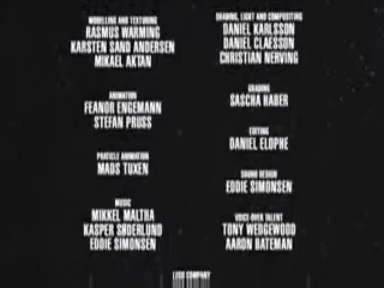 MODELLING AND TEXTURING
RASMUS WARMING
KARSTEN SAND ANDERSEN
MIKAEL AKTAN
ANIMATION
FEANOR ENGEMANN
STEFAN PRUSS
PRATICLE ANIMATION
MADS TUXEN
MUSIC
MIKKEL MALTHA
KASPER SØDERLUND
EDDIE SIMONSEN
SHADING, LIGHT AND COMPOSITING
DANIEL KARLSSON
DANIEL CLAESSON
CHRISTIAN NERVING
GRADING
SASCHA HABER
EDITING
DANIEL ELOPHE
SOUND DESIGN
EDDIE SIMONSEN
VOICE-OVER TALENT
TONY WEDGEWOOD
AARON BATEMAN
COMPANY